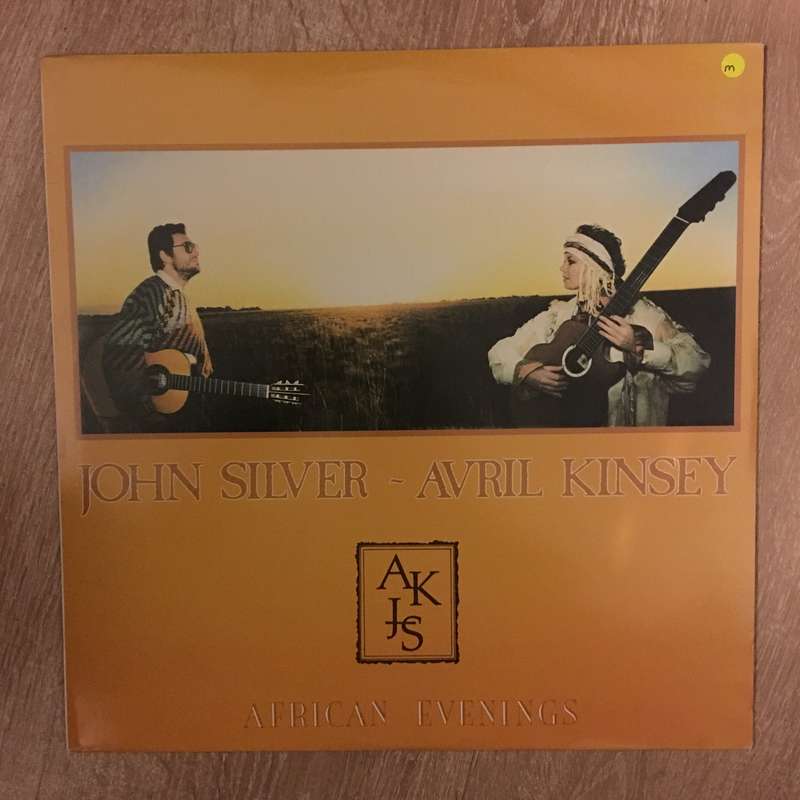 m
JOHN SILVER ~ AVRIL KINSEY
AK
JS
AFRICAN EVENINGS